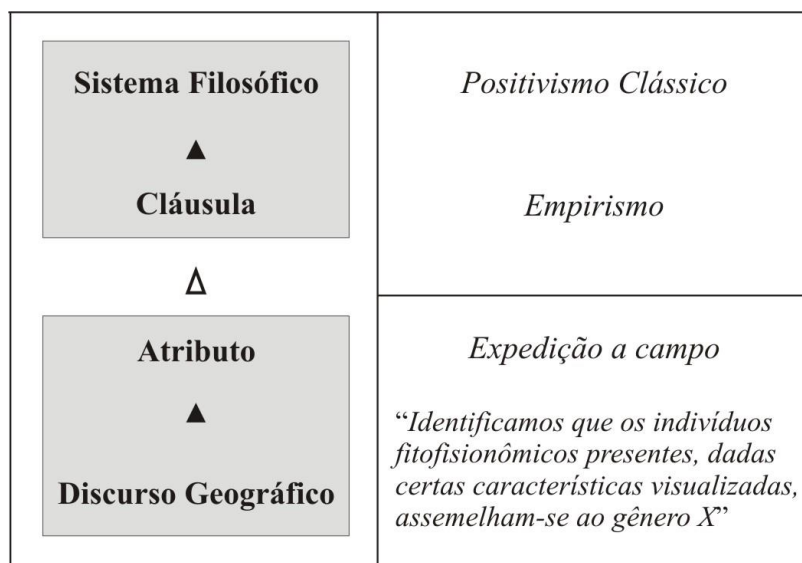 Sistema Filosófico
Cláusula
Atributo
Discurso Geográfico
Positivismo Clássico
Empirismo
Expedição a campo
“Identificamos que os indivíduos
fitofisionômicos presentes, dadas
certas características visualizadas,
assemelham-se ao gênero X”